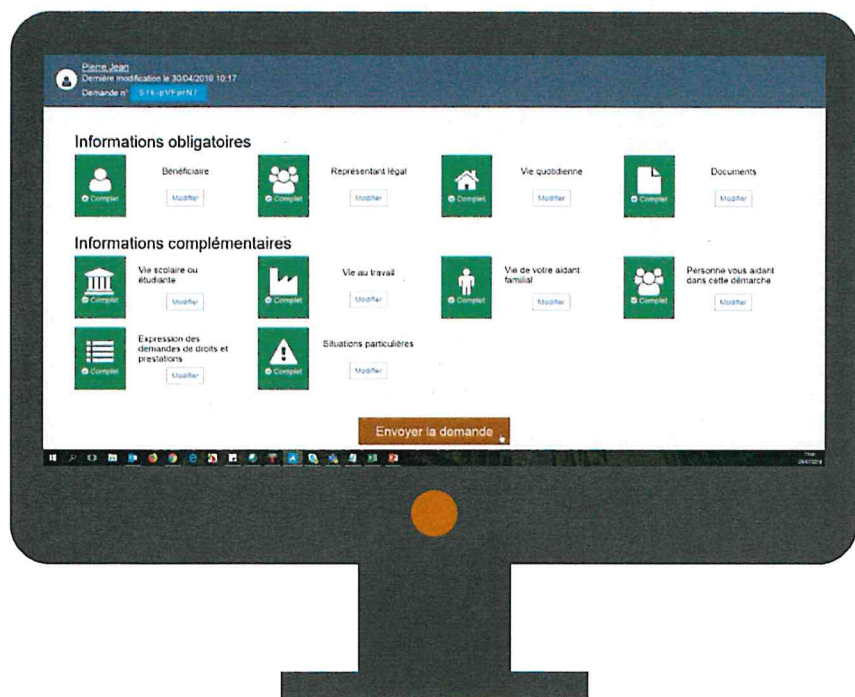 Pierre Jean
Dernière modification le 30/04/2019 10:17
Demande n°
Informations obligatoires
Bénéficiaire
Complet
Modifier
Représentant légal
Complet
Modifier
Vie quotidienne
Complet
Modifier
Documents
Complet
Modifier
Informations complémentaires
Vie scolaire ou
étudiante
Complet
Modifier
Vie au travail
Complet
Modifier
Vie de votre aidant
familial
Complet
Modifier
Personne vous aidant
dans cette démarche
Complet
Modifier
Expression des
demandes de droits et
prestations
Complet
Modifier
Situations particulières
Complet
Modifier
Envoyer la demande